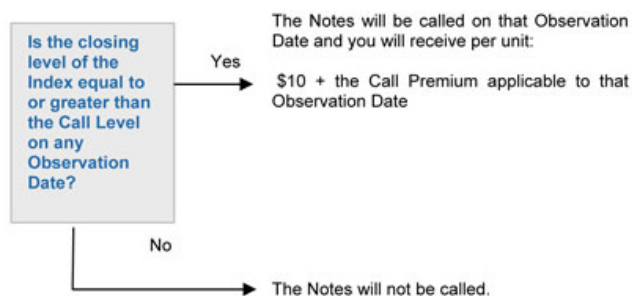 Is the closing
level of the
Index equal to
or greater than
the Call Level
on any
Observation
Date?
Yes
The Notes will be called on that Observation
Date and you will receive per unit:
$10 + the Call Premium applicable to that
Observation Date
No
The Notes will not be called.